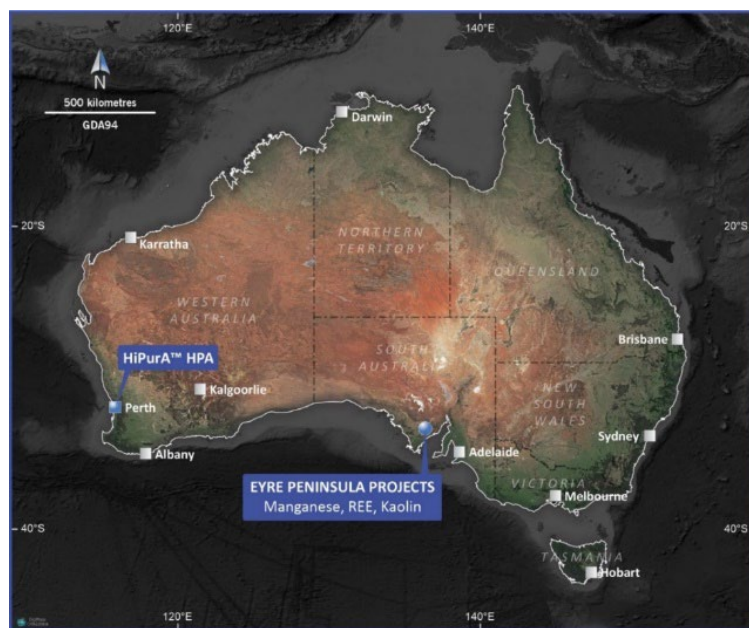 120°E
140°E
N
500 kilometres
GDA94
Darwin
20°S
20°S
Karratha
NORTHERN
TERRITORY
QUEENSLAND
WESTERN
AUSTRALIA
Brisbane
HiPurA™ HPA
SOUTH
AUSTRALIA
Kalgoorlie
NEW
SOUTH
WALES
Perth
Sydney
Albany
Adelaide
EYRE PENINSULA PROJECTS
Manganese, REE, Kaolin
VICTORIA
Melbourne
40°S
40°S
TASMANIA
Hobart
120°E
140°E